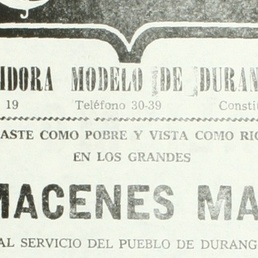 IDORA MODELO DE DURAN
19 Teléfono 30-39 Consti
ASTE COMO POBRE Y VISTA COMO RIC
EN LOS GRANDES
MACENES MA
AL SERVICIO DEL PUEBLO DE DURANG